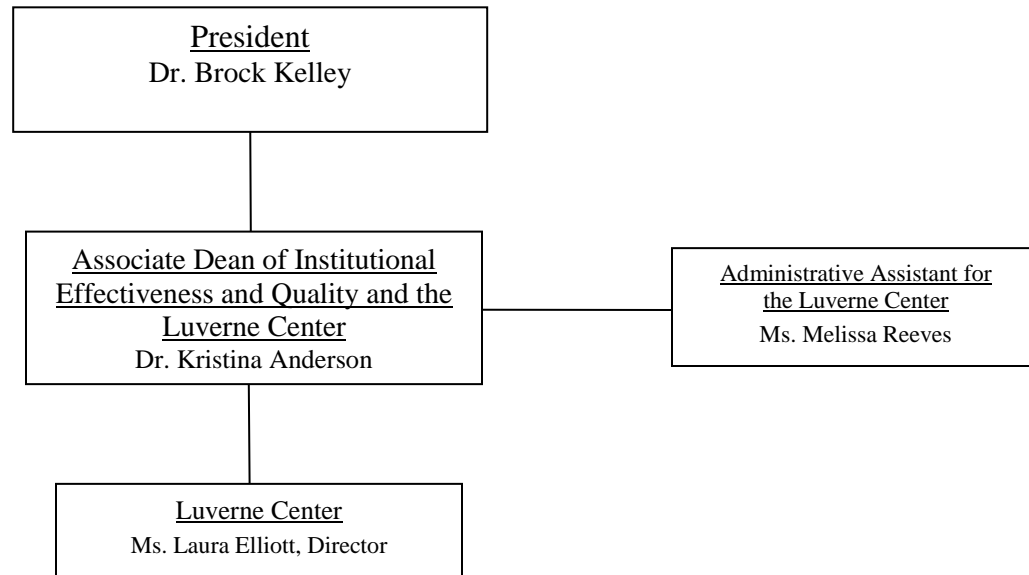 President
Dr. Brock Kelley
Associate Dean of Institutional
Effectiveness and Quality and the
Luverne Center
Dr. Kristina Anderson
Administrative Assistant for
the Luverne Center
Ms. Melissa Reeves
Luverne Center
Ms. Laura Elliott, Director